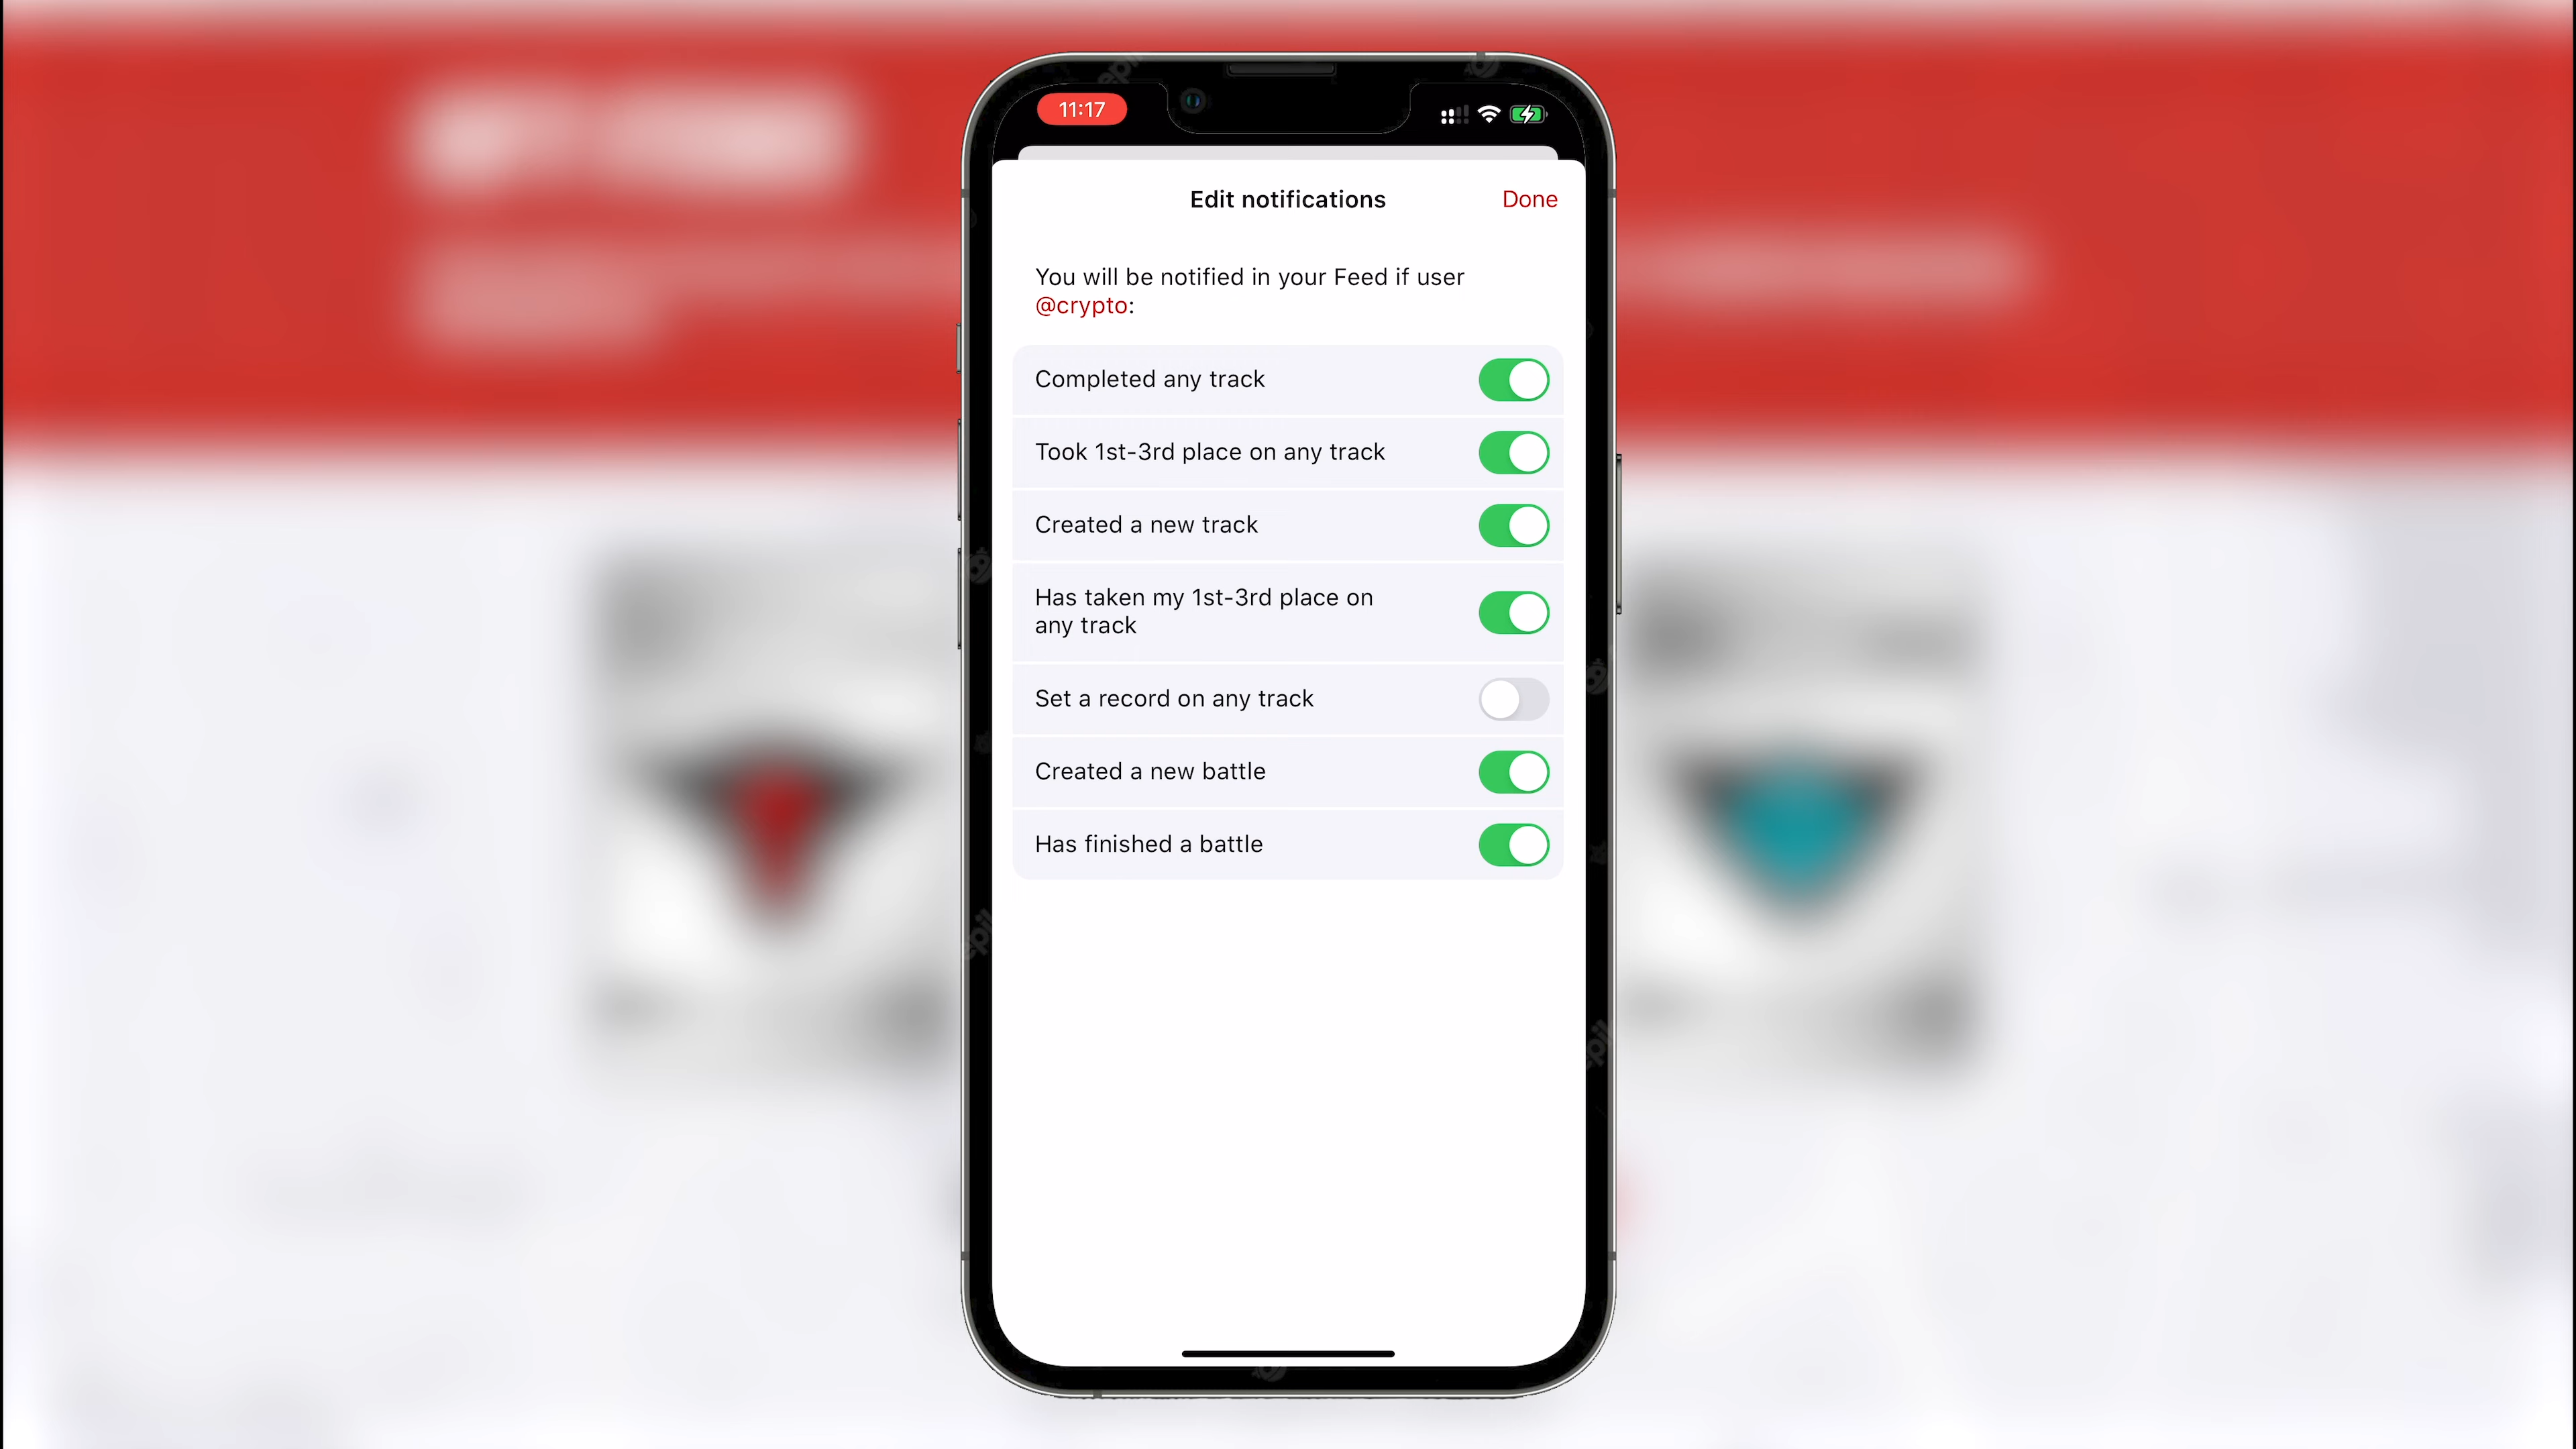 11:17
Edit notifications
Done
You will be notified in your Feed if user
@crypto:
Completed any track
Took 1st-3rd place on any track
Created a new track
Has taken my 1st-3rd place on
any track
Set a record on any track
Created a new battle
Has finished a battle